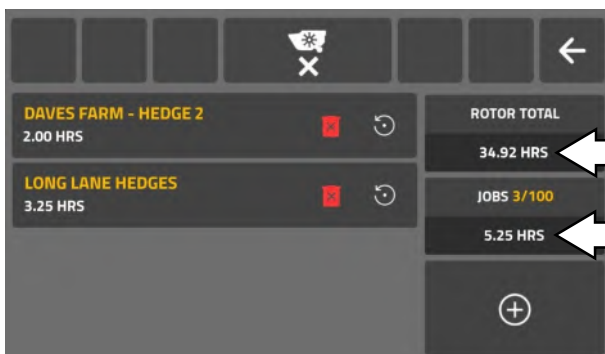 DAVES FARM - HEDGE 2
2.00 HRS
LONG LANE HEDGES
3.25 HRS
ROTOR TOTAL
34.92 HRS
JOBS 3/100
5.25 HRS